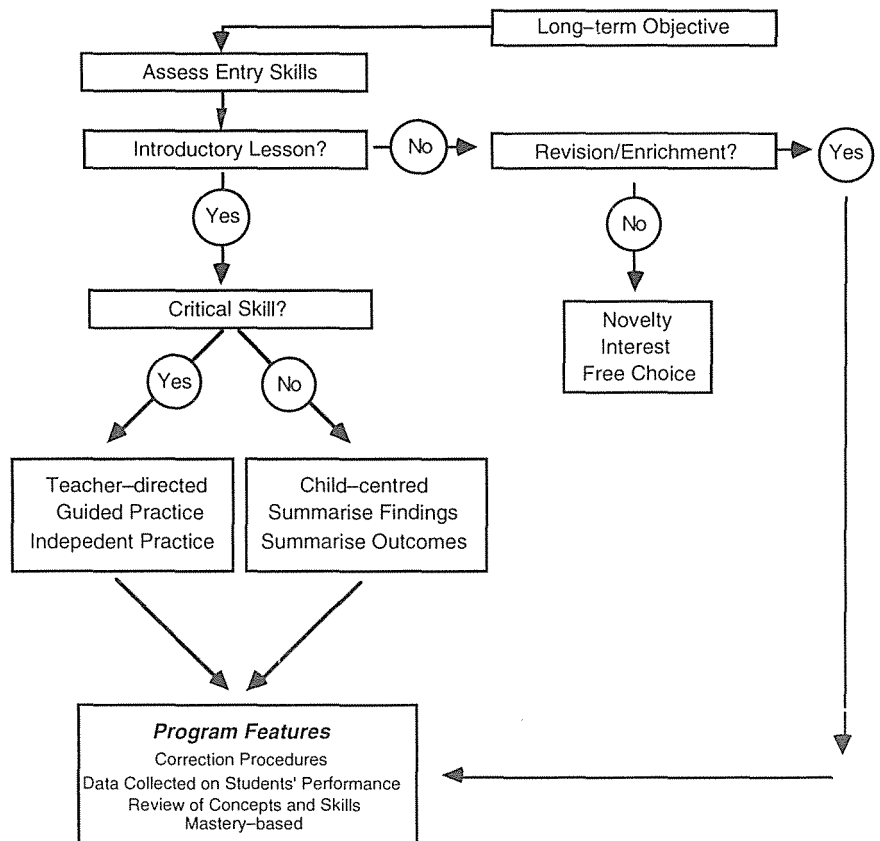 Long–term Objective
Assess Entry Skills
Introductory Lesson?
No
Revision/Enrichment?
Yes
Yes
No
Critical Skill?
Novelty
Interest
Free Choice
Yes
No
Teacher–directed
Guided Practice
Indepedent Practice
Child–centred
Summarise Findings
Summarise Outcomes
Program Features
Correction Procedures
Data Collected on Students' Performance
Review of Concepts and Skills
Mastery–based